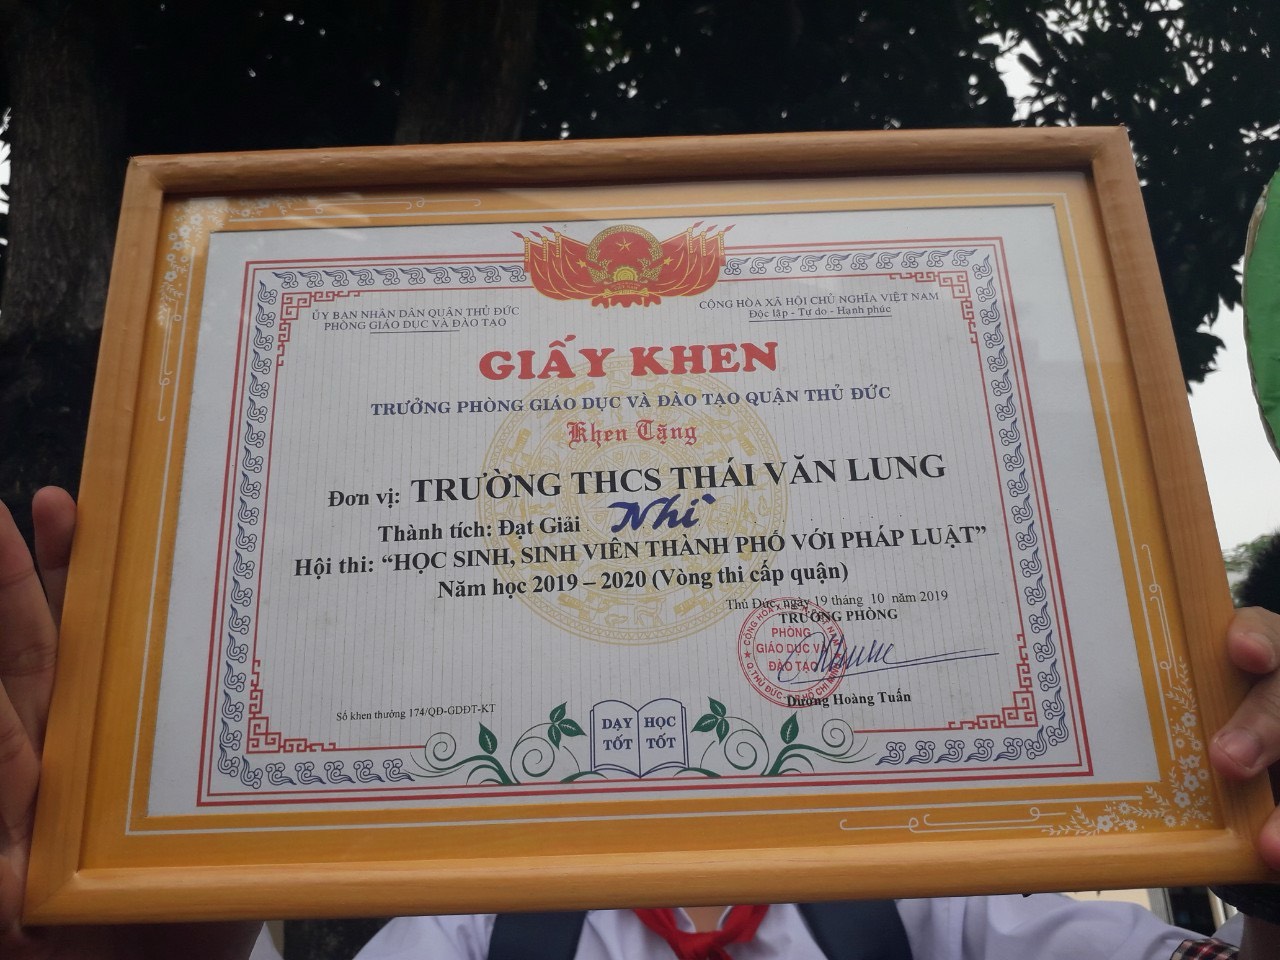 ỦY BAN NHÂN DÂN QUẬN THỦ ĐỨC
PHÒNG GIÁO DỤC VÀ ĐÀO TẠO
CỘNG HÒA XÃ HỘI CHỦ NGHĨA VIỆT NAM
Độc lập - Tự do - Hạnh phúc
GIẤY KHEN
TRƯỞNG PHÒNG GIÁO DỤC VÀ ĐÀO TẠO QUẬN THỦ ĐỨC
Khen Tặng
Đơn vị: TRƯỜNG THCS THÁI VĂN LUNG
Thành tích: Đạt Giải Nhì
Hội thi: “HỌC SINH, SINH VIÊN THÀNH PHỐ VỚI PHÁP LUẬT”
Năm học 2019 – 2020 (Vòng thi cấp quận)
Thủ Đức, ngày 19 tháng 10 năm 2019
TRƯỞNG PHÒNG
PHÒNG
GIÁO DỤC VÀ
ĐÀO TẠO
Dương Hoàng Tuấn
Số khen thưởng 174/QĐ-GDĐT-KT
DẠY TỐT
HỌC TỐT